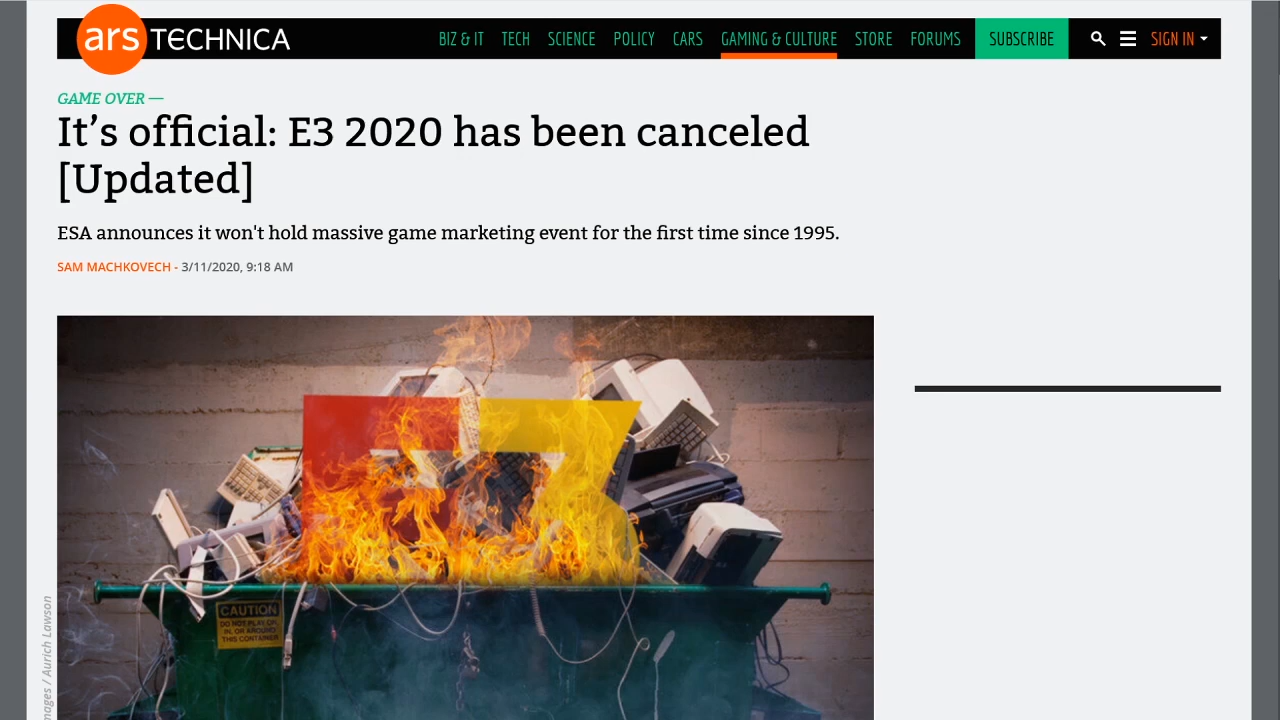 ars TECHNICA
BIZ & IT TECH SCIENCE POLICY CARS GAMING & CULTURE STORE FORUMS SUBSCRIBE SIGN IN
GAME OVER —
It’s official: E3 2020 has been canceled
[Updated]
ESA announces it won't hold massive game marketing event for the first time since 1995.
SAM MACHKOVECH - 3/11/2020, 9:18 AM
E3
CAUTION
DO NOT PLAY ON,
IN, OR AROUND
THIS CONTAINER
/ Aurich Lawson